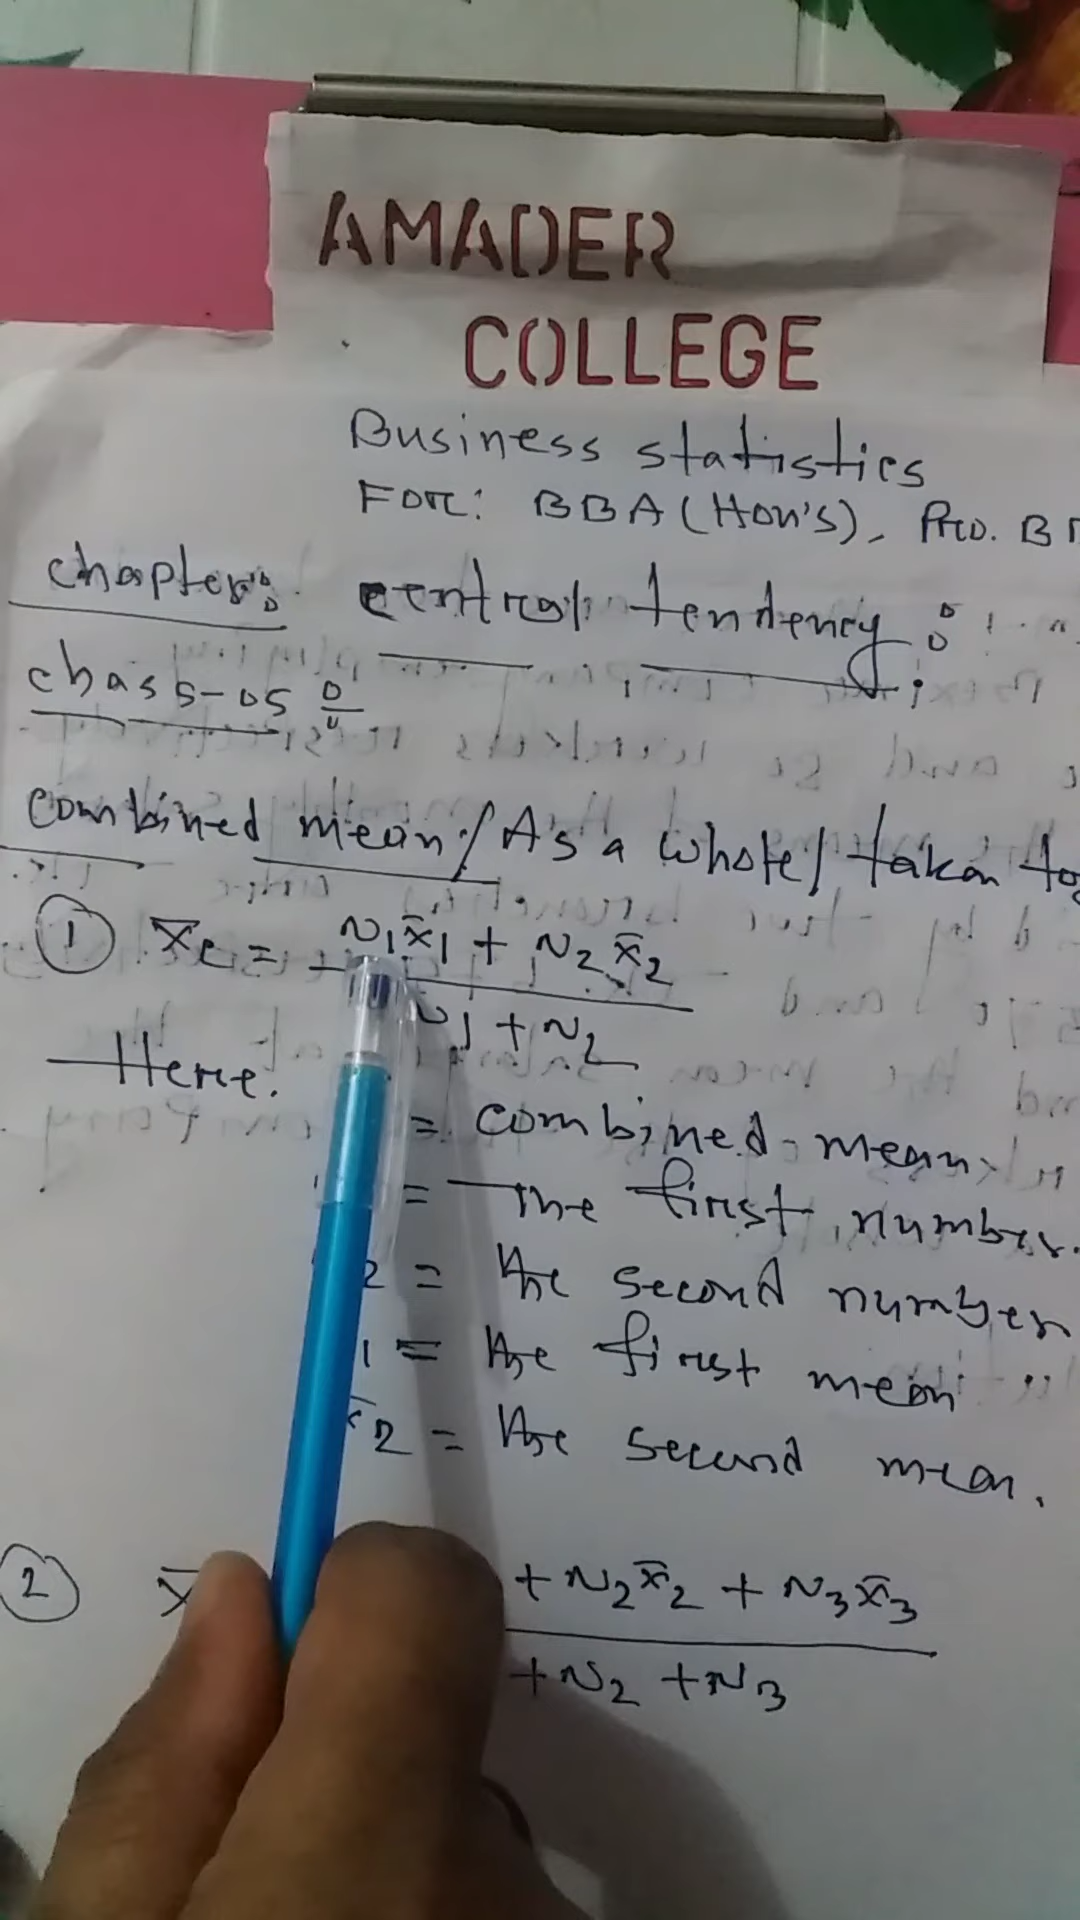 AMADER
COLLEGE
Business statistics
For: BBA (Hon's), Pro. B
chapter: central tendency:
class-05:
combined mean / As a whole / taken
① x̄c = N₁x̄₁ + N₂x̄₂
N₁ + N₂
Here.
= combined mean
= The first number.
2 = the second number
1 = the first mean
x̄2 = the second mean.
② x̄ + N₂x̄₂ + N₃x̄₃
+ N₂ + N₃